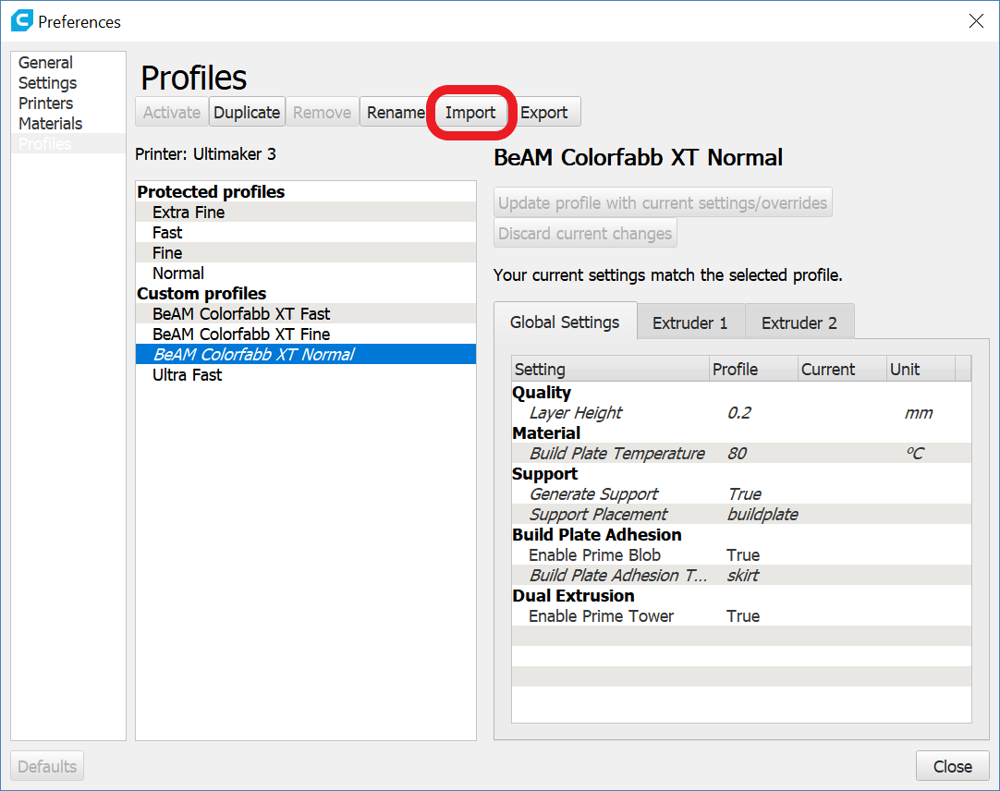 Preferences
General
Settings
Printers
Materials
Profiles
Profiles
Activate Duplicate Remove Rename Import Export
Printer: Ultimaker 3
Protected profiles
Extra Fine
Fast
Fine
Normal
Custom profiles
BeAM Colorfabb XT Fast
BeAM Colorfabb XT Fine
BeAM Colorfabb XT Normal
Ultra Fast
BeAM Colorfabb XT Normal
Update profile with current settings/overrides
Discard current changes
Your current settings match the selected profile.
Global Settings Extruder 1 Extruder 2
Setting Profile Current Unit
Quality
Layer Height 0.2 mm
Material
Build Plate Temperature 80 °C
Support
Generate Support True
Support Placement buildplate
Build Plate Adhesion
Enable Prime Blob True
Build Plate Adhesion T... skirt
Dual Extrusion
Enable Prime Tower True
Defaults Close